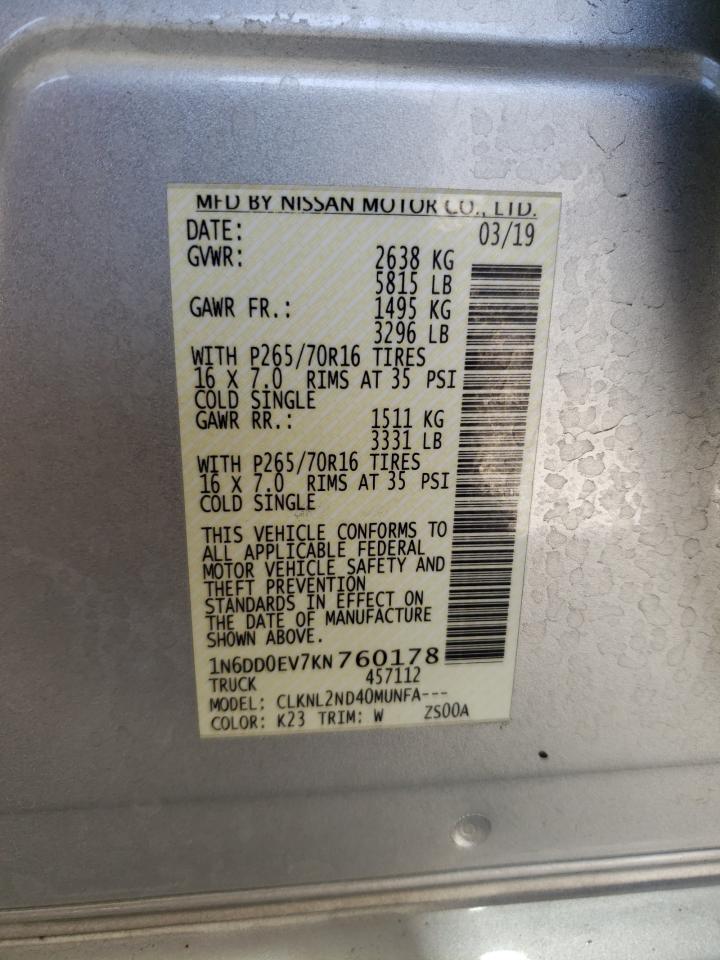 MFD BY NISSAN MOTOR CO., LTD.
DATE: 03/19
GVWR: 2638 KG
5815 LB
GAWR FR.: 1495 KG
3296 LB
WITH P265/70R16 TIRES
16 X 7.0 RIMS AT 35 PSI
COLD SINGLE
GAWR RR.: 1511 KG
3331 LB
WITH P265/70R16 TIRES
16 X 7.0 RIMS AT 35 PSI
COLD SINGLE
THIS VEHICLE CONFORMS TO
ALL APPLICABLE FEDERAL
MOTOR VEHICLE SAFETY AND
THEFT PREVENTION
STANDARDS IN EFFECT ON
THE DATE OF MANUFACTURE
SHOWN ABOVE.
1N6DD0EV7KN 760178
TRUCK 457112
MODEL: CLKNL2ND40MUNFA---
COLOR: K23 TRIM: W ZS00A